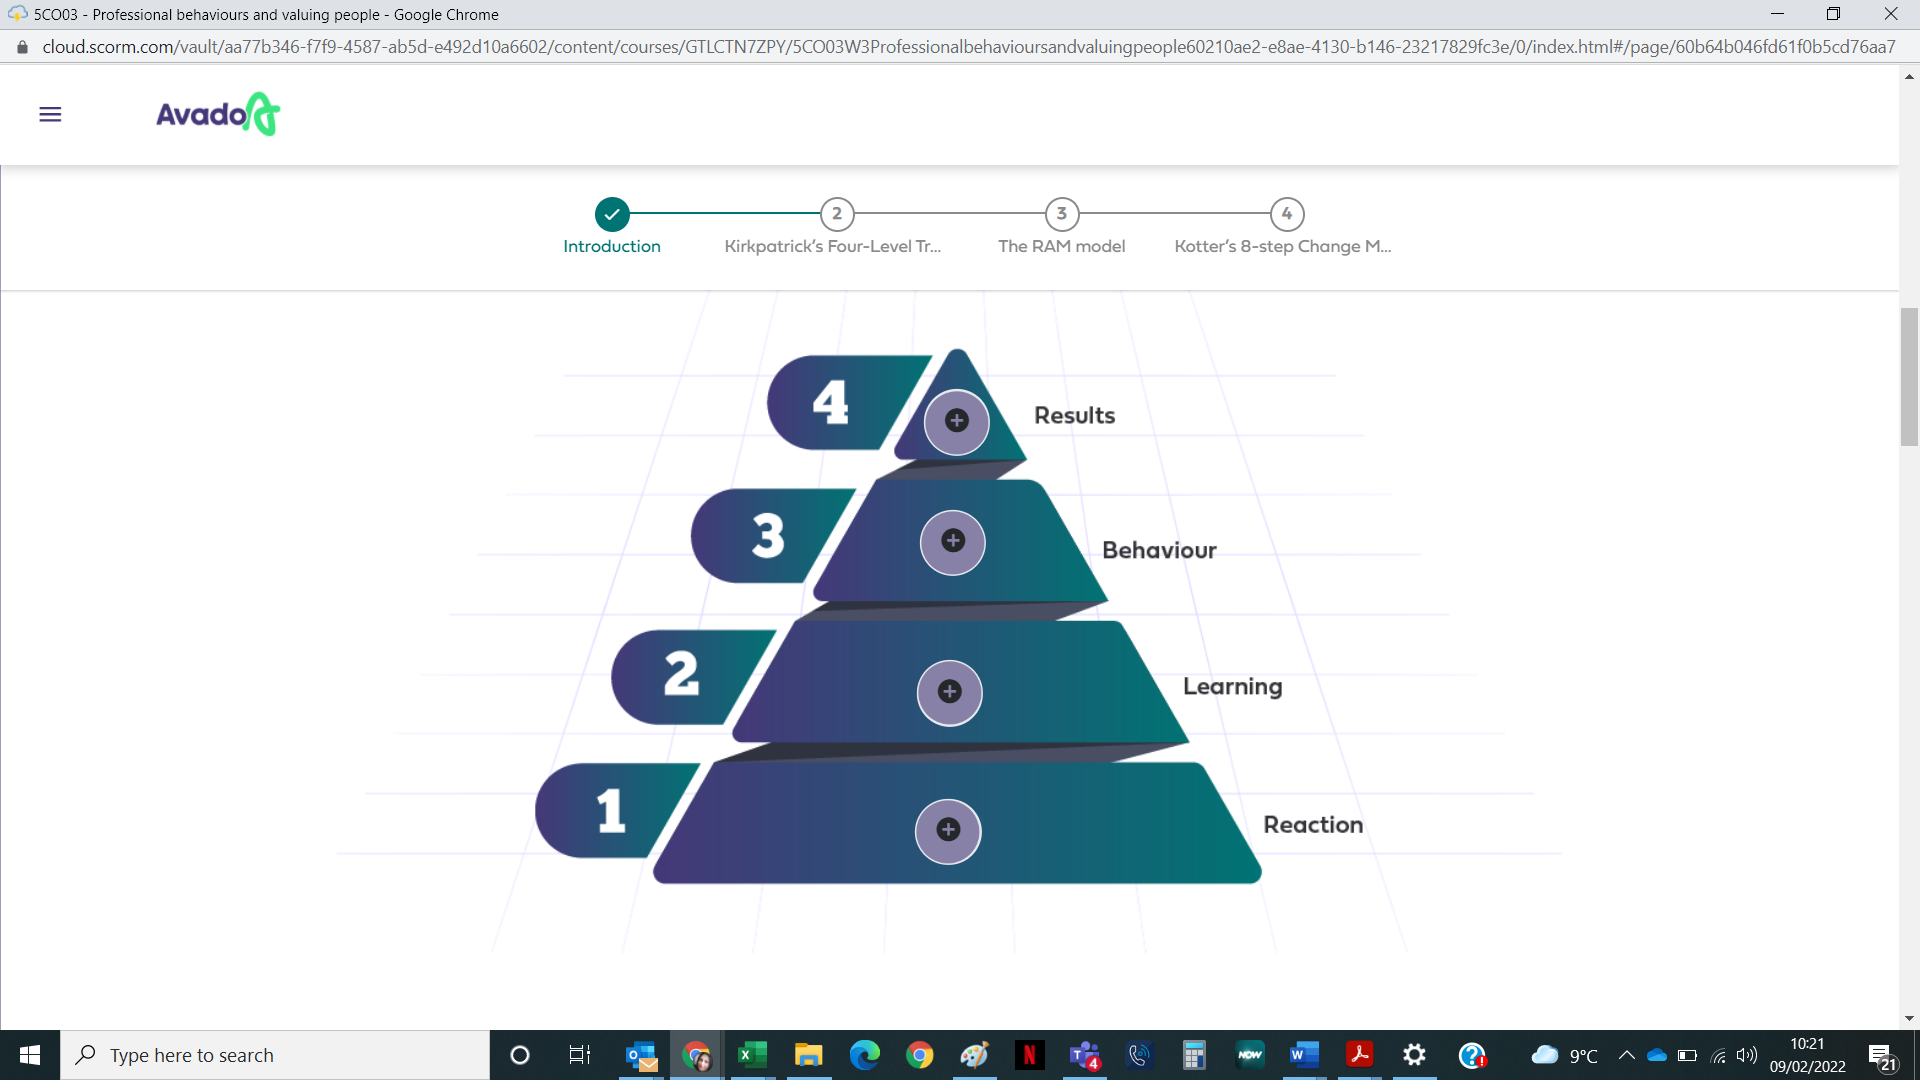 5CO03 - Professional behaviours and valuing people - Google Chrome
cloud.scorm.com/vault/aa77b346-f7f9-4587-ab5d-e492d10a6602/content/courses/GTLCTN7ZPY/5CO03W3Professionalbehavioursandvaluingpeople60210ae2-e8ae-4130-b146-23217829fc3e/0/index.html#/page/60b64b046fd61f0b5cd76aa7
Avado
2
3
4
Introduction
Kirkpatrick's Four-Level Tr...
The RAM model
Kotter's 8-step Change M...
4
Results
3
Behaviour
2
Learning
1
Reaction
Type here to search
4
N
NOW
9°C
10:21
09/02/2022
21